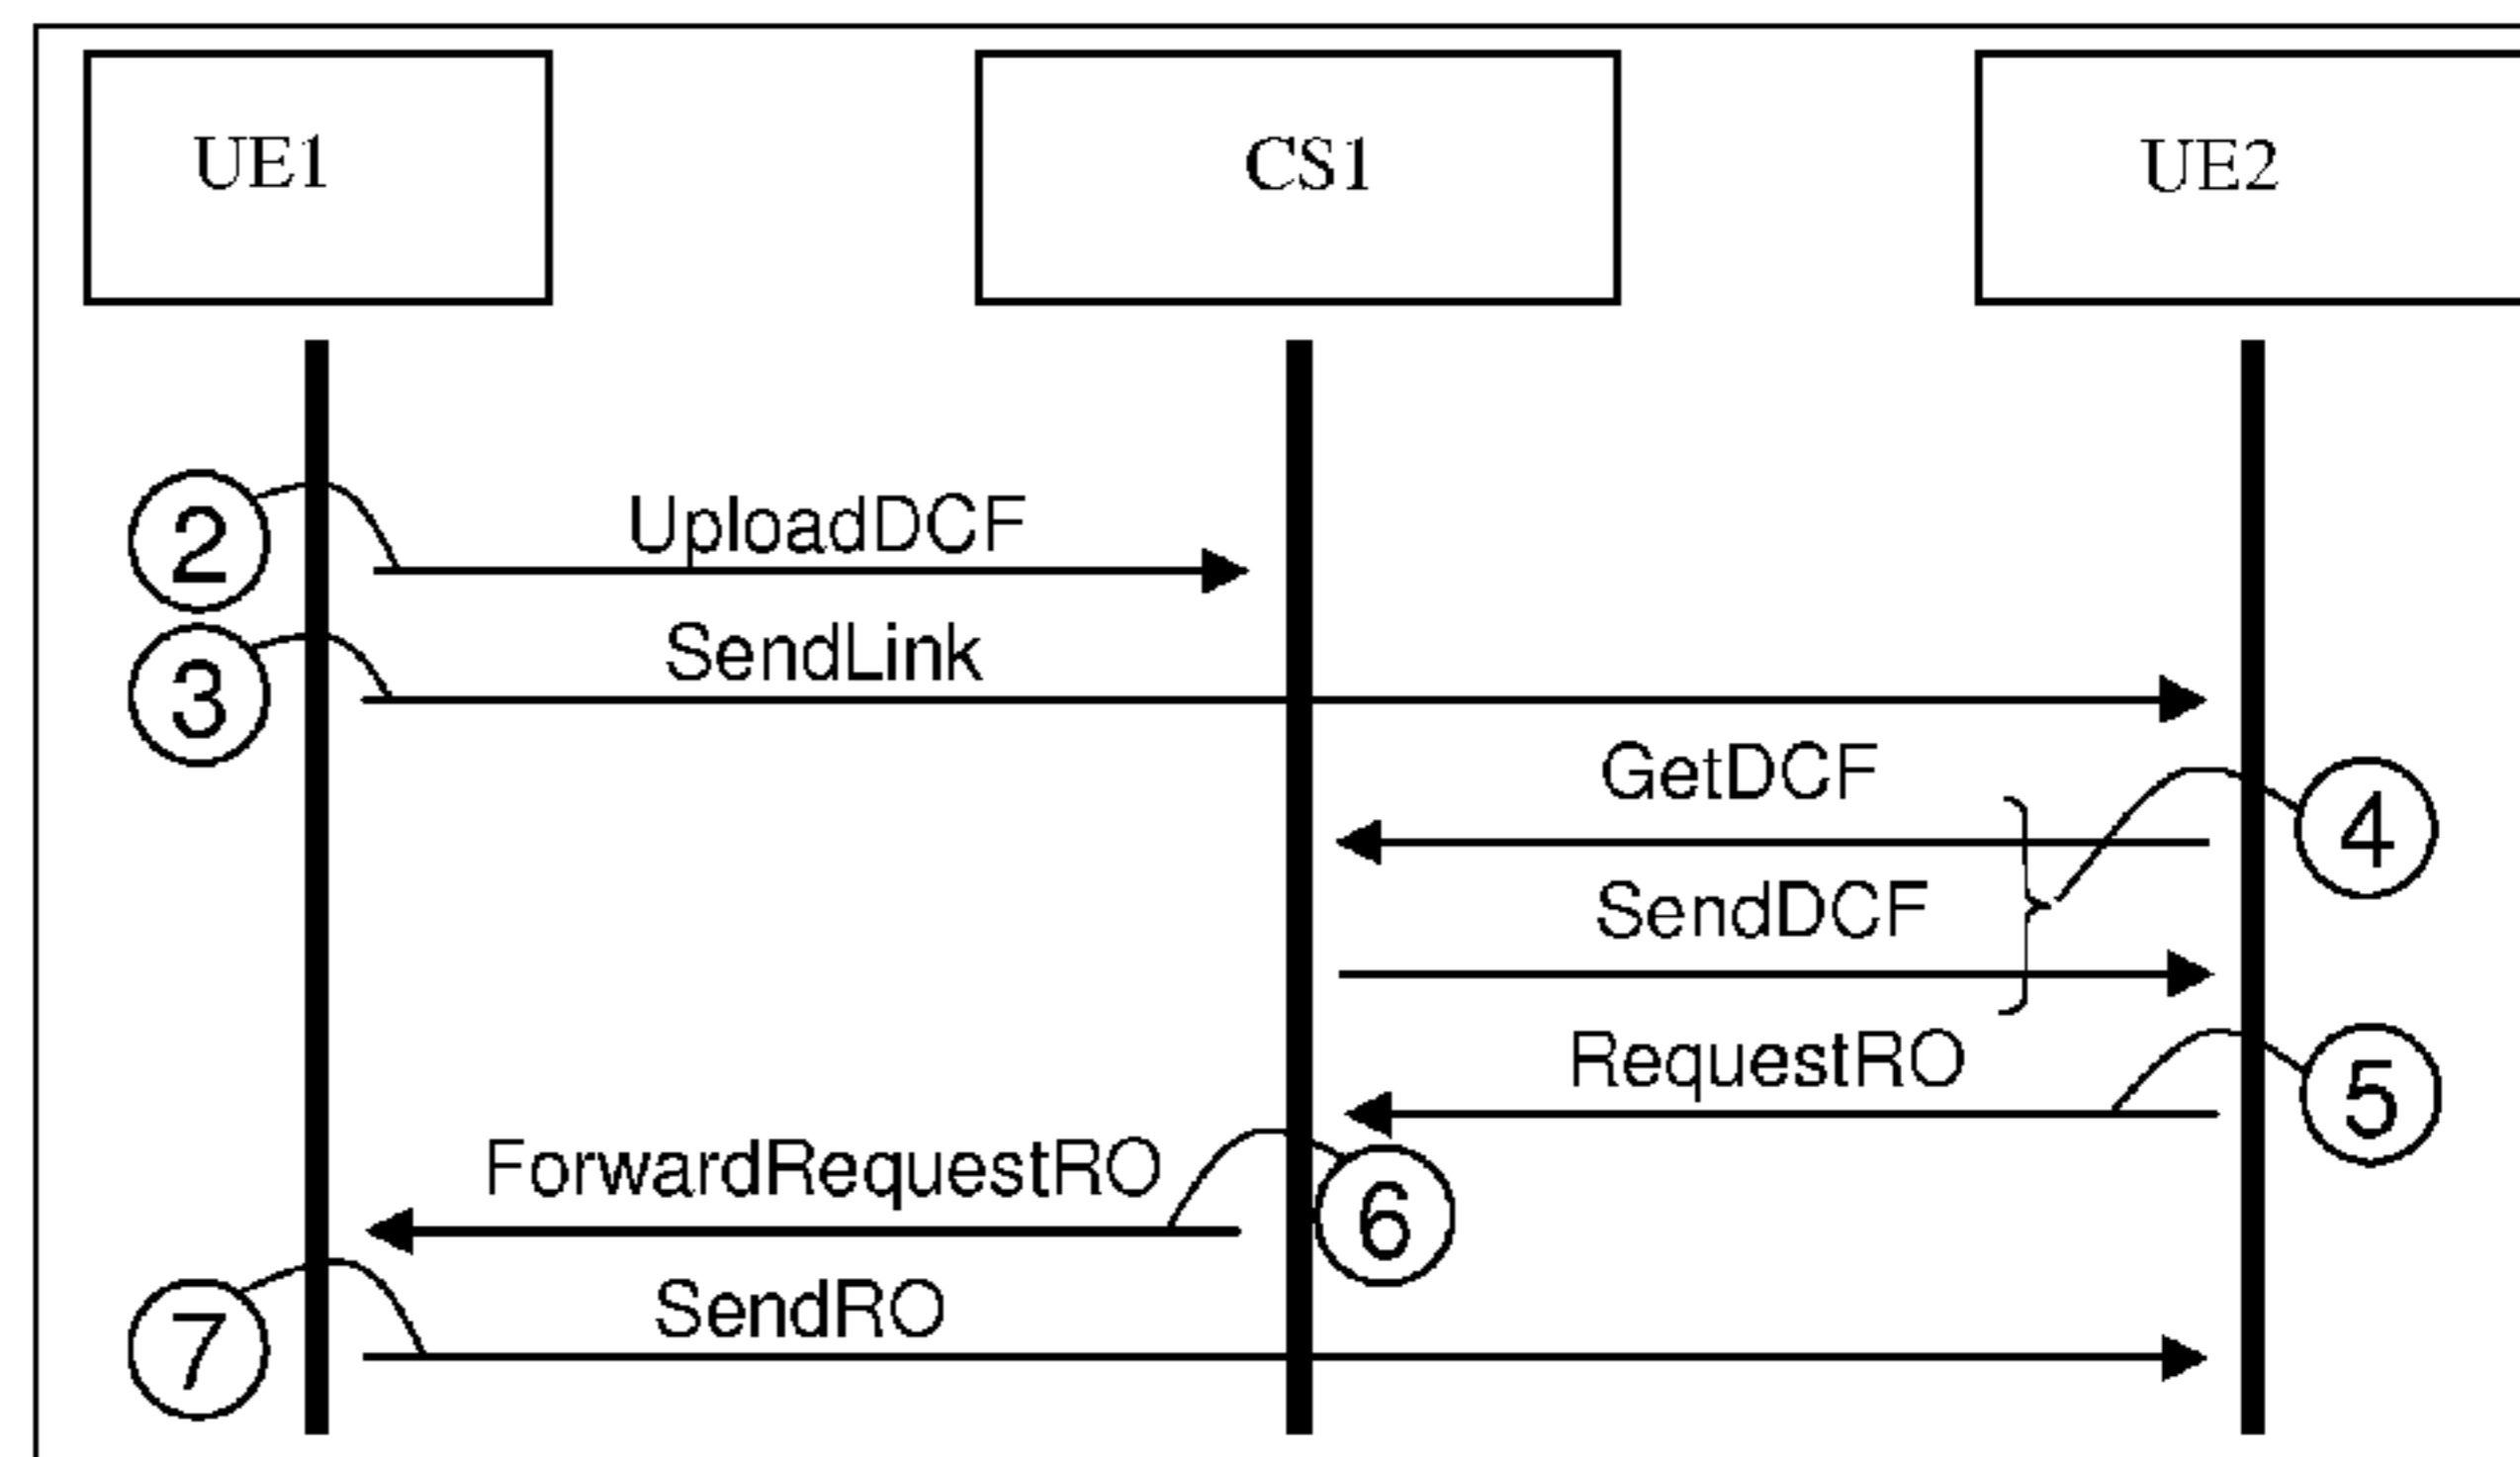 UE1 CS1 UE2
2 UploadDCF
3 SendLink
GetDCF
4
SendDCF
RequestRO
5
ForwardRequestRO
6
SendRO
7